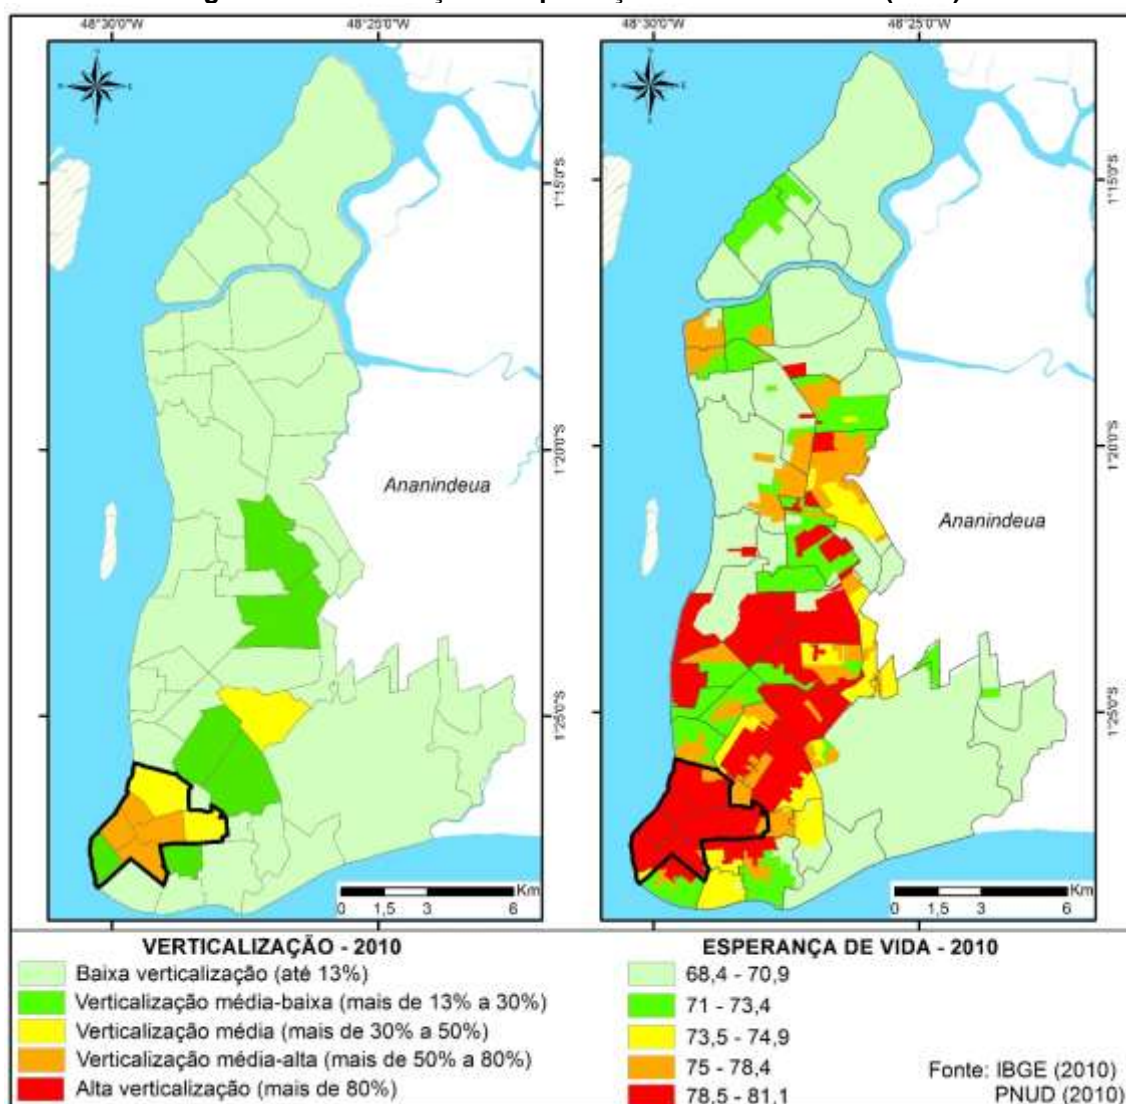 48°30'0"W
48°25'0"W
48°30'0"W
48°25'0"W
1°15'0"S
1°15'0"S
1°20'0"S
1°20'0"S
Ananindeua
Ananindeua
1°25'0"S
1°25'0"S
Km
0 1,5 3 6
Km
0 1,5 3 6
VERTICALIZAÇÃO - 2010
Baixa verticalização (até 13%)
Verticalização média-baixa (mais de 13% a 30%)
Verticalização média (mais de 30% a 50%)
Verticalização média-alta (mais de 50% a 80%)
Alta verticalização (mais de 80%)
ESPERANÇA DE VIDA - 2010
68,4 - 70,9
71 - 73,4
73,5 - 74,9
75 - 78,4
78,5 - 81,1
Fonte: IBGE (2010)
PNUD (2010)